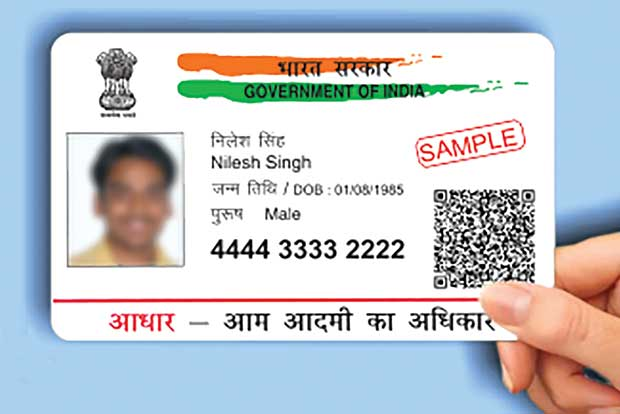 भारत सरकार
GOVERNMENT OF INDIA
निलेश सिंह
Nilesh Singh
जन्म तिथि / DOB : 01/08/1985
पुरूष Male
4444 3333 2222
SAMPLE
आधार — आम आदमी का अधिकार